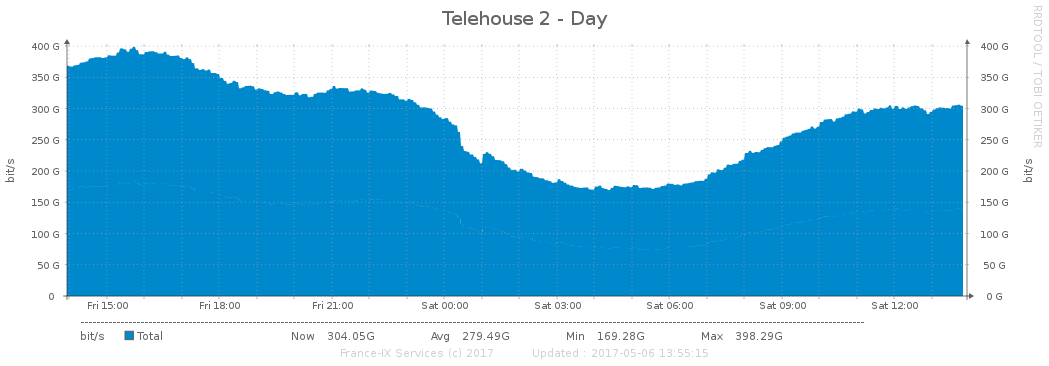 Telehouse 2 - Day
RRDTOOL / TOBI OETIKER
bit/s
bit/s
400 G 400 G
350 G 350 G
300 G 300 G
250 G 250 G
200 G 200 G
150 G 150 G
100 G 100 G
50 G 50 G
0 0 G
Fri 15:00 Fri 18:00 Fri 21:00 Sat 00:00 Sat 03:00 Sat 06:00 Sat 09:00 Sat 12:00
bit/s Total Now 304.05G Avg 279.49G Min 169.28G Max 398.29G
France-IX Services (c) 2017 Updated : 2017-05-06 13:55:15